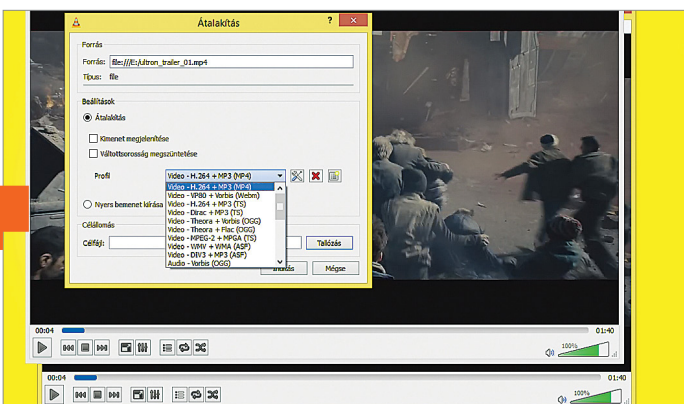 Átalakítás ?
Forrás
Forrás: file:///E:/ultron_trailer_01.mp4
Típus: file
Beállítások
Átalakítás
Kimenet megjelenítése
Váltottsorosság megszüntetése
Profil Video - H.264 + MP3 (MP4)
Video - H.264 + MP3 (MP4)
Video - VP80 + Vorbis (Webm)
Video - H.264 + MP3 (TS)
Video - Dirac + MP3 (TS)
Video - Theora + Vorbis (OGG)
Video - Theora + Flac (OGG)
Video - MPEG-2 + MPGA (TS)
Video - WMV + WMA (ASF)
Video - DIV3 + MP3 (ASF)
Audio - Vorbis (OGG)
Nyers bemenet kiírása
Célállomás
Célfájl: Tallózás
Indítás Mégse
00:04 01:40
100%
00:04 01:40
100%